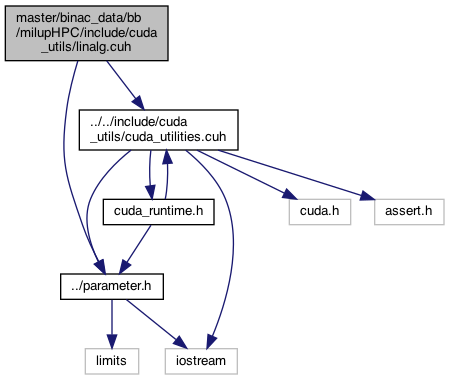 master/binac_data/bb
/milupHPC/include/cuda
_utils/linalg.cuh
../../include/cuda
_utils/cuda_utilities.cuh
cuda_runtime.h
cuda.h
assert.h
../parameter.h
limits
iostream